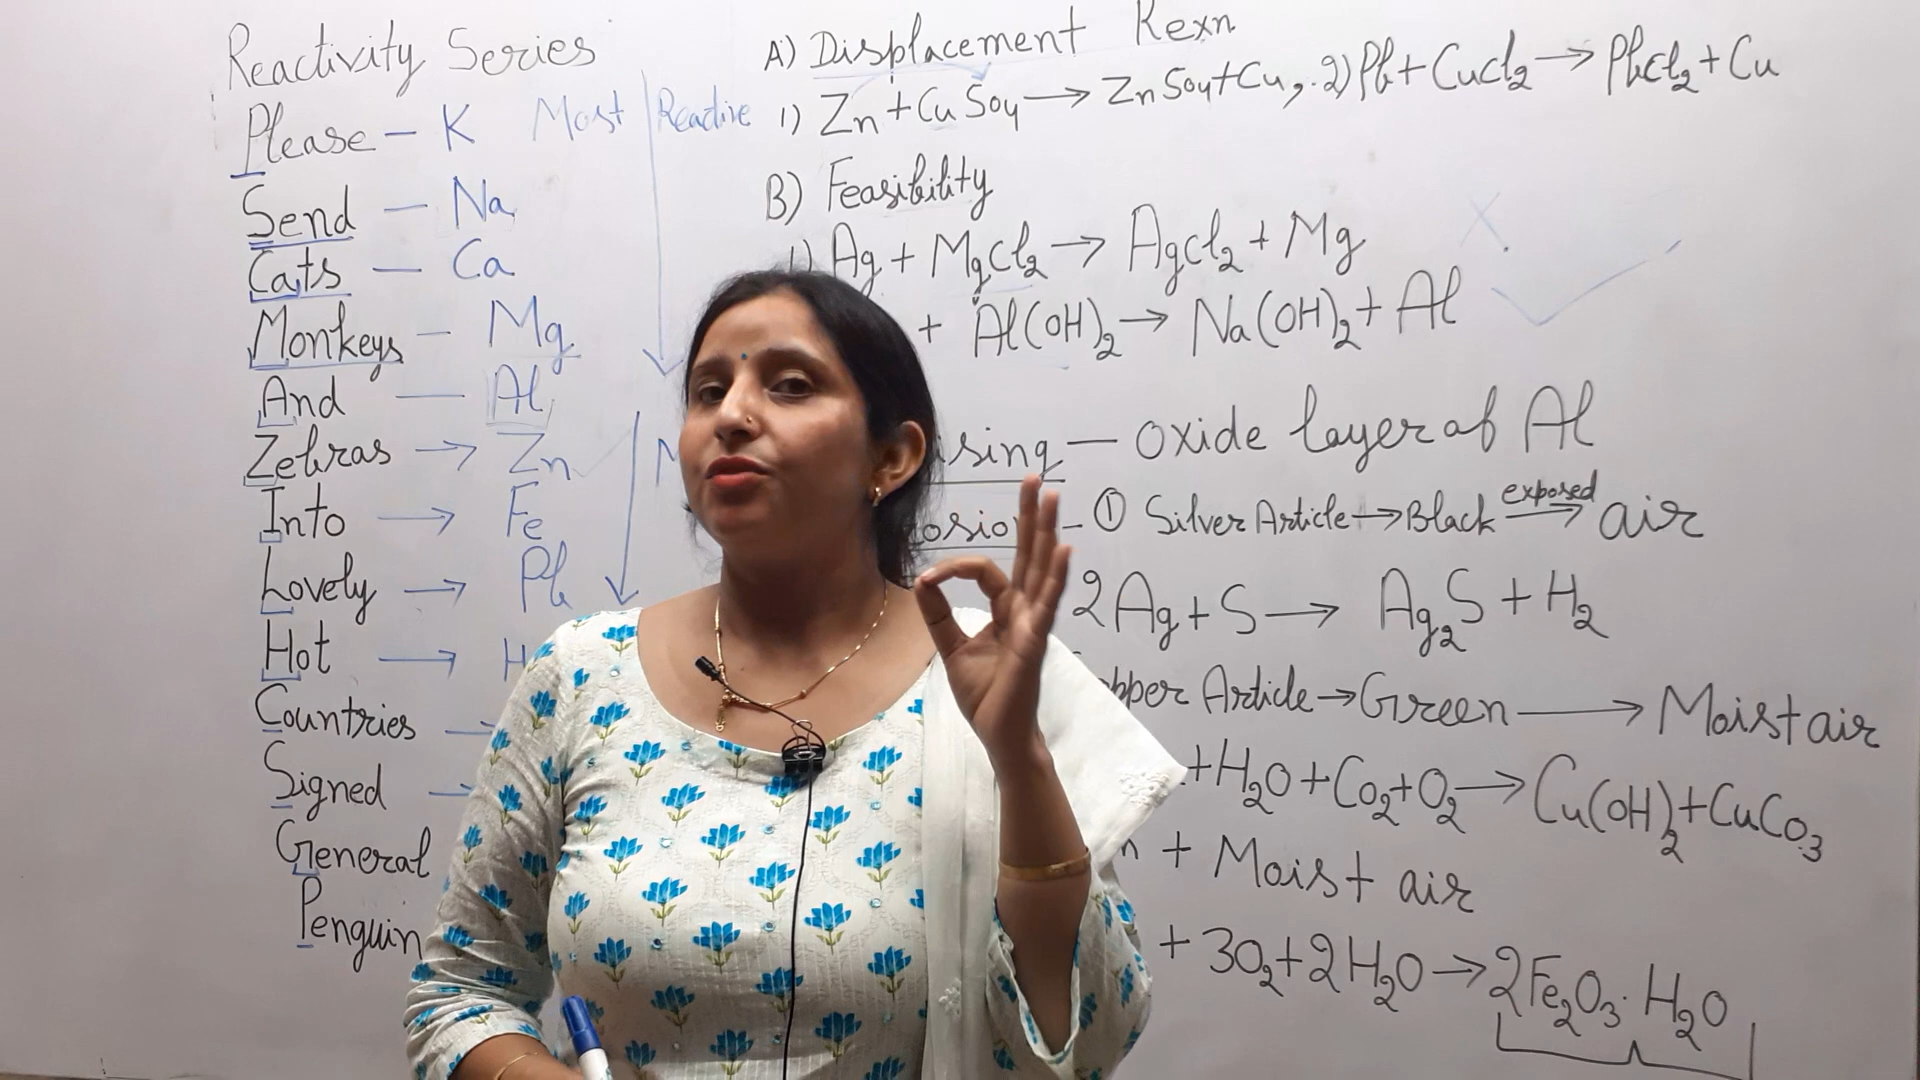 Reactivity Series
Please – K Most Reactive
Send – Na
Cats – Ca
Monkeys – Mg
And – Al
Zebras → Zn
Into → Fe
Lovely → Pb
Hot → H
Countries →
Signed →
General
Penguin
A) Displacement Rexn
1) Zn + CuSO4 → ZnSO4 + Cu, 2) Pb + CuCl2 → PbCl2 + Cu
B) Feasibility
1) Ag + MgCl2 → AgCl2 + Mg X
+ Al(OH)2 → Na(OH)2 + Al ✓
ising – Oxide layer of Al
osion – ① Silver Article → Black exposed → air
2Ag + S → Ag2S + H2
opper Article → Green → Moist air
+ H2O + CO2 + O2 → Cu(OH)2 + CuCO3
n + Moist air
+ 3O2 + 2H2O → 2Fe2O3·H2O